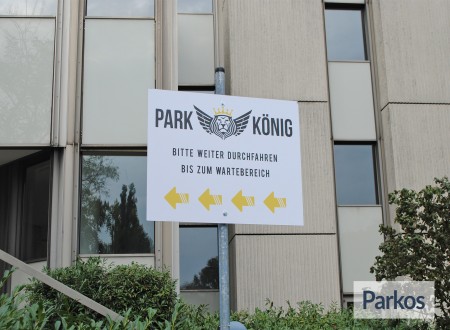 PARK KÖNIG
BITTE WEITER DURCHFAHREN
BIS ZUM WARTEBEREICH
Parkos